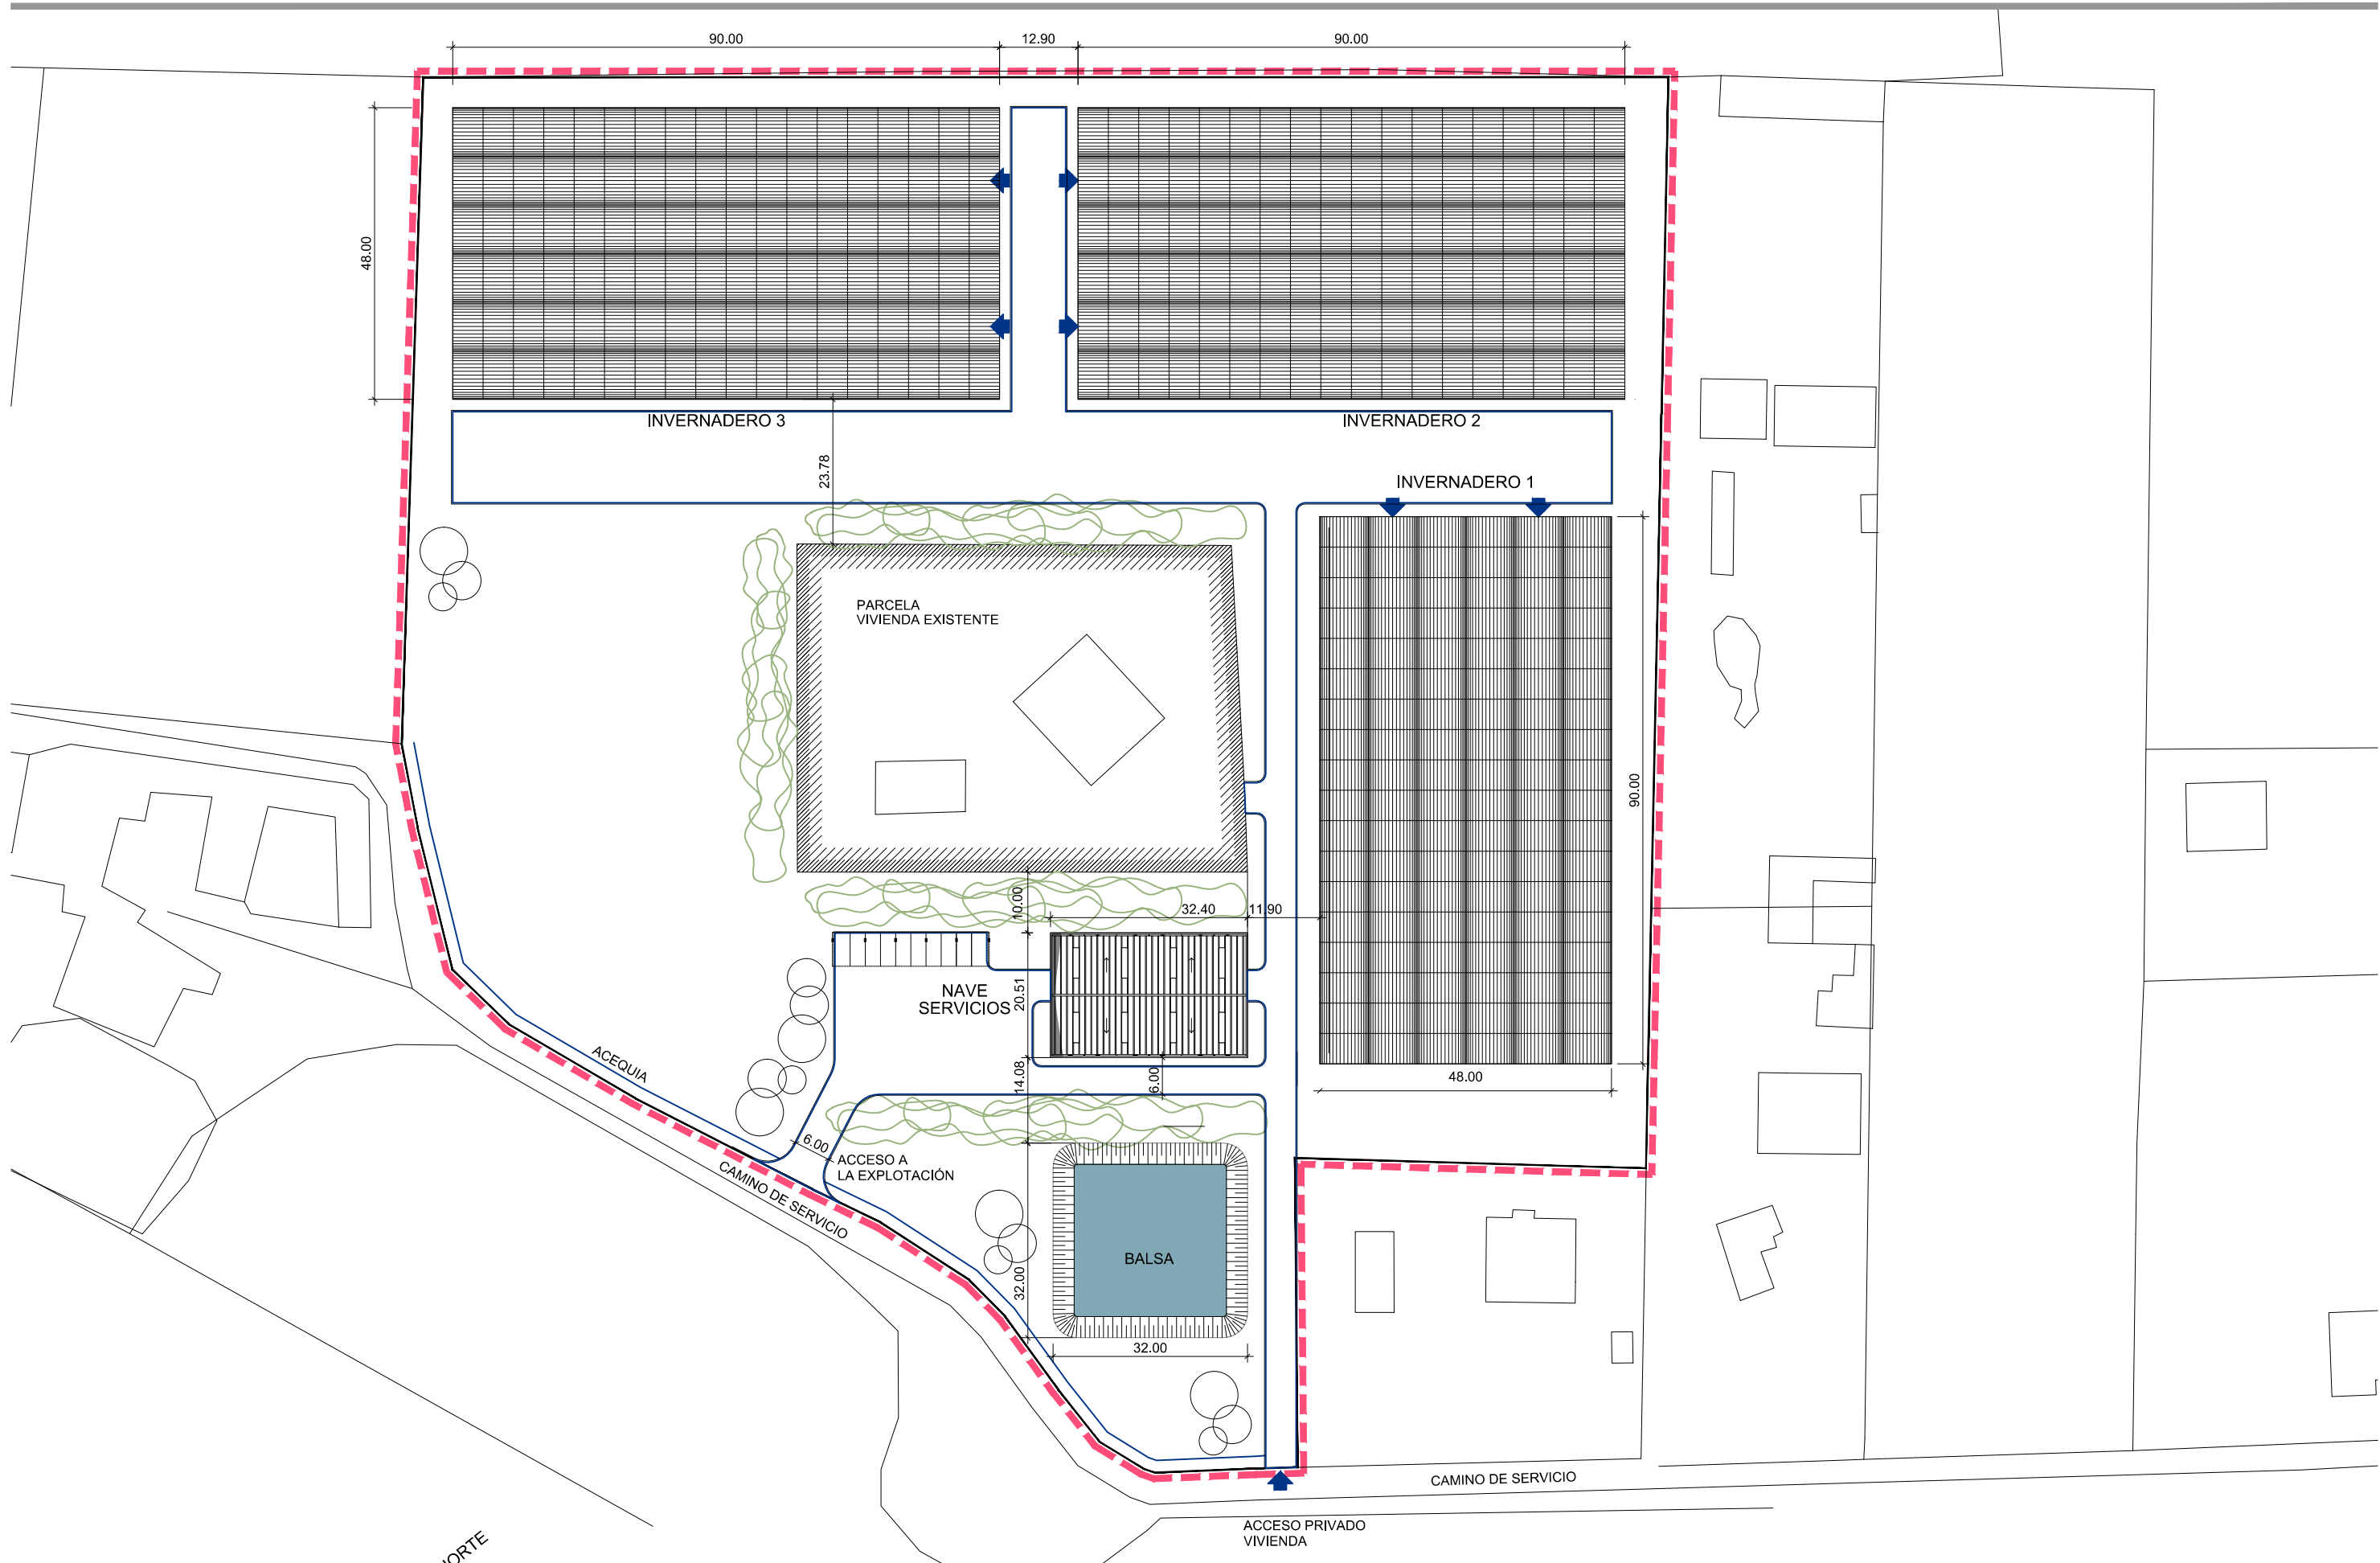 90.00
12.90
90.00
48.00
INVERNADERO 3
INVERNADERO 2
23.78
INVERNADERO 1
PARCELA
VIVIENDA EXISTENTE
90.00
10.00
32.40
11.90
NAVE
SERVICIOS
20.51
ACEQUIA
14.08
6.00
48.00
6.00
ACCESO A
LA EXPLOTACIÓN
CAMINO DE SERVICIO
BALSA
32.00
32.00
CAMINO DE SERVICIO
ACCESO PRIVADO
VIVIENDA